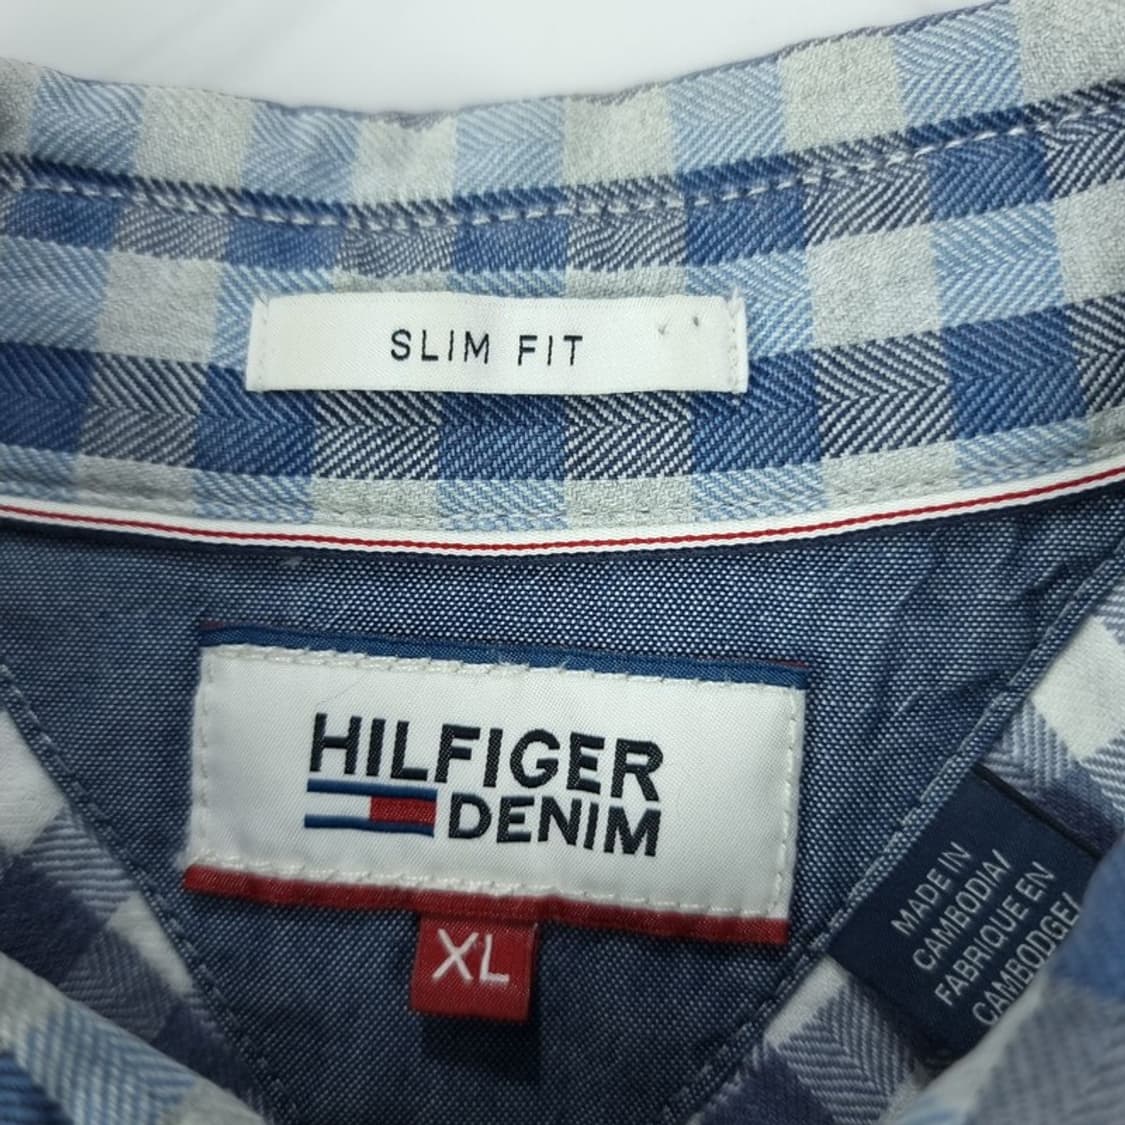 SLIM FIT
HILFIGER
DENIM
XL
MADE IN
CAMBODIA/
FABRIQUE EN
CAMBODGE/